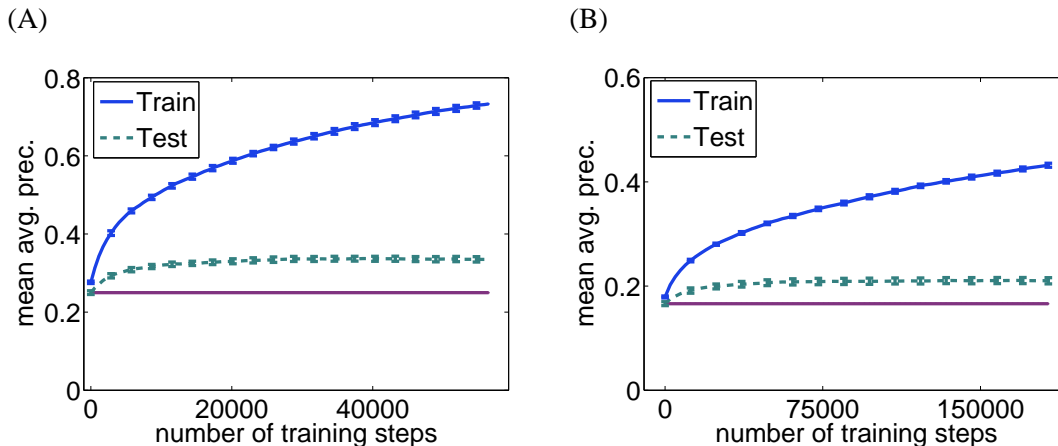 (A)
mean avg. prec.
0.8
0.6
0.4
0.2
0
Train
Test
0 20000 40000
number of training steps
(B)
mean avg. prec.
0.6
0.4
0.2
0
Train
Test
0 75000 150000
number of training steps